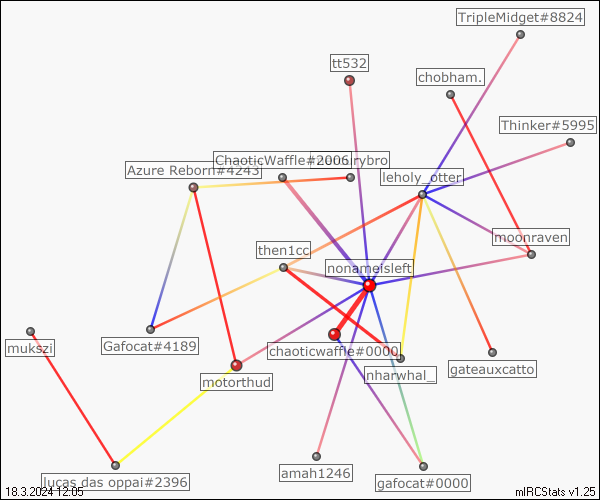 TripleMidget#8824
tt532
chobham.
Thinker#5995
ChaoticWaffle#2006
Azure Reborn#4243
leholy_otter
moonraven
then1cc
nonameisleft
Gafocat#4189
mukszi
chaoticwaffle#0000
gateauxcatto
motorthud
nharwhal_
amah1246
lucas das oppai#2396
gafocat#0000
18.3.2024 12:05
mIRCStats v1.25